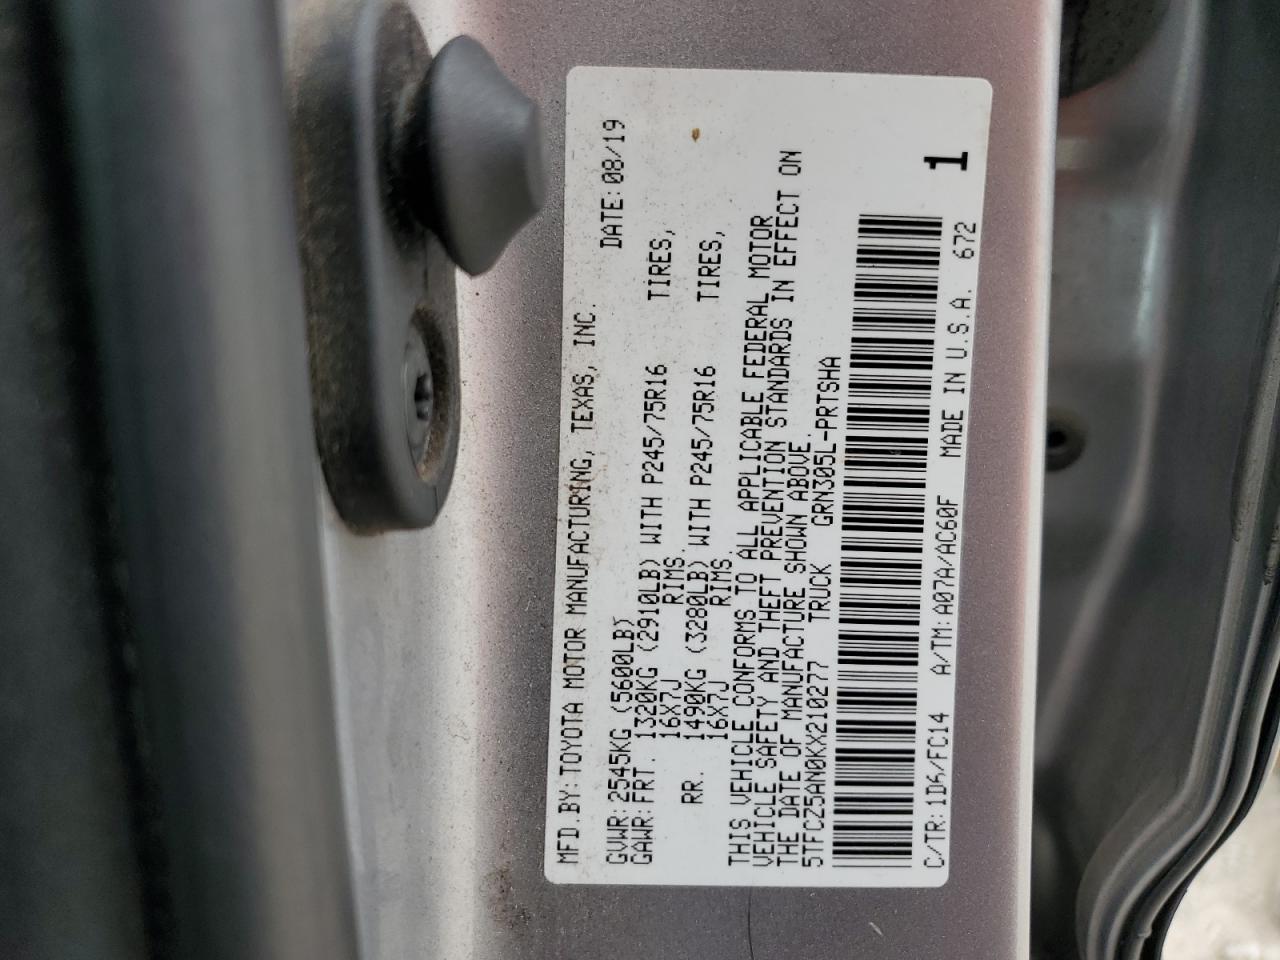 MFD.BY:TOYOTA MOTOR MANUFACTURING, TEXAS, INC.
DATE:08/19
GVWR:2545KG (5600LB)
GAWR:FRT. 1320KG (2910LB) WITH P245/75R16 TIRES,
16X7J RIMS.
RR. 1490KG (3280LB) WITH P245/75R16 TIRES,
16X7J RIMS.
THIS VEHICLE CONFORMS TO ALL APPLICABLE FEDERAL MOTOR
VEHICLE SAFETY AND THEFT PREVENTION STANDARDS IN EFFECT ON
THE DATE OF MANUFACTURE SHOWN ABOVE.
5TFCZ5AN0KX210277 TRUCK GRN305L-PRTSHA
C/TR:1D6/FC14 A/TM:A07A/AC60F MADE IN U.S.A. 672
1